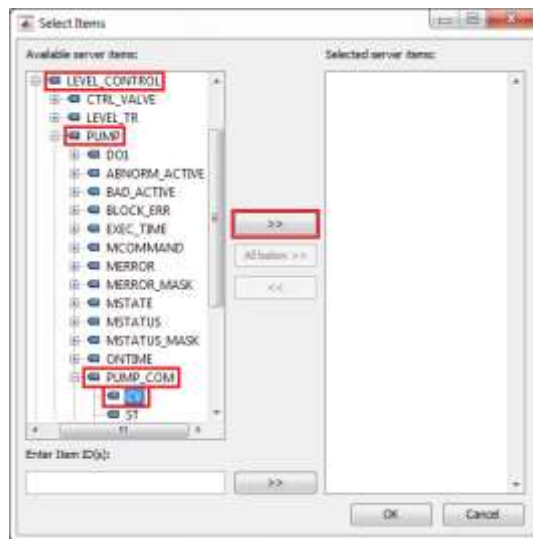 Select Items
Available server items:
Selected server items:
LEVEL_CONTROL
CTRL_VALVE
LEVEL_TR
PUMP
DO1
ABNORM_ACTIVE
BAD_ACTIVE
BLOCK_ERR
EXEC_TIME
MCOMMAND
MERROR
MERROR_MASK
MSTATE
MSTATUS
MSTATUS_MASK
ONTIME
PUMP_COM
CV
ST
>>
All below >>
<<
Enter Item ID(s):
>>
OK
Cancel